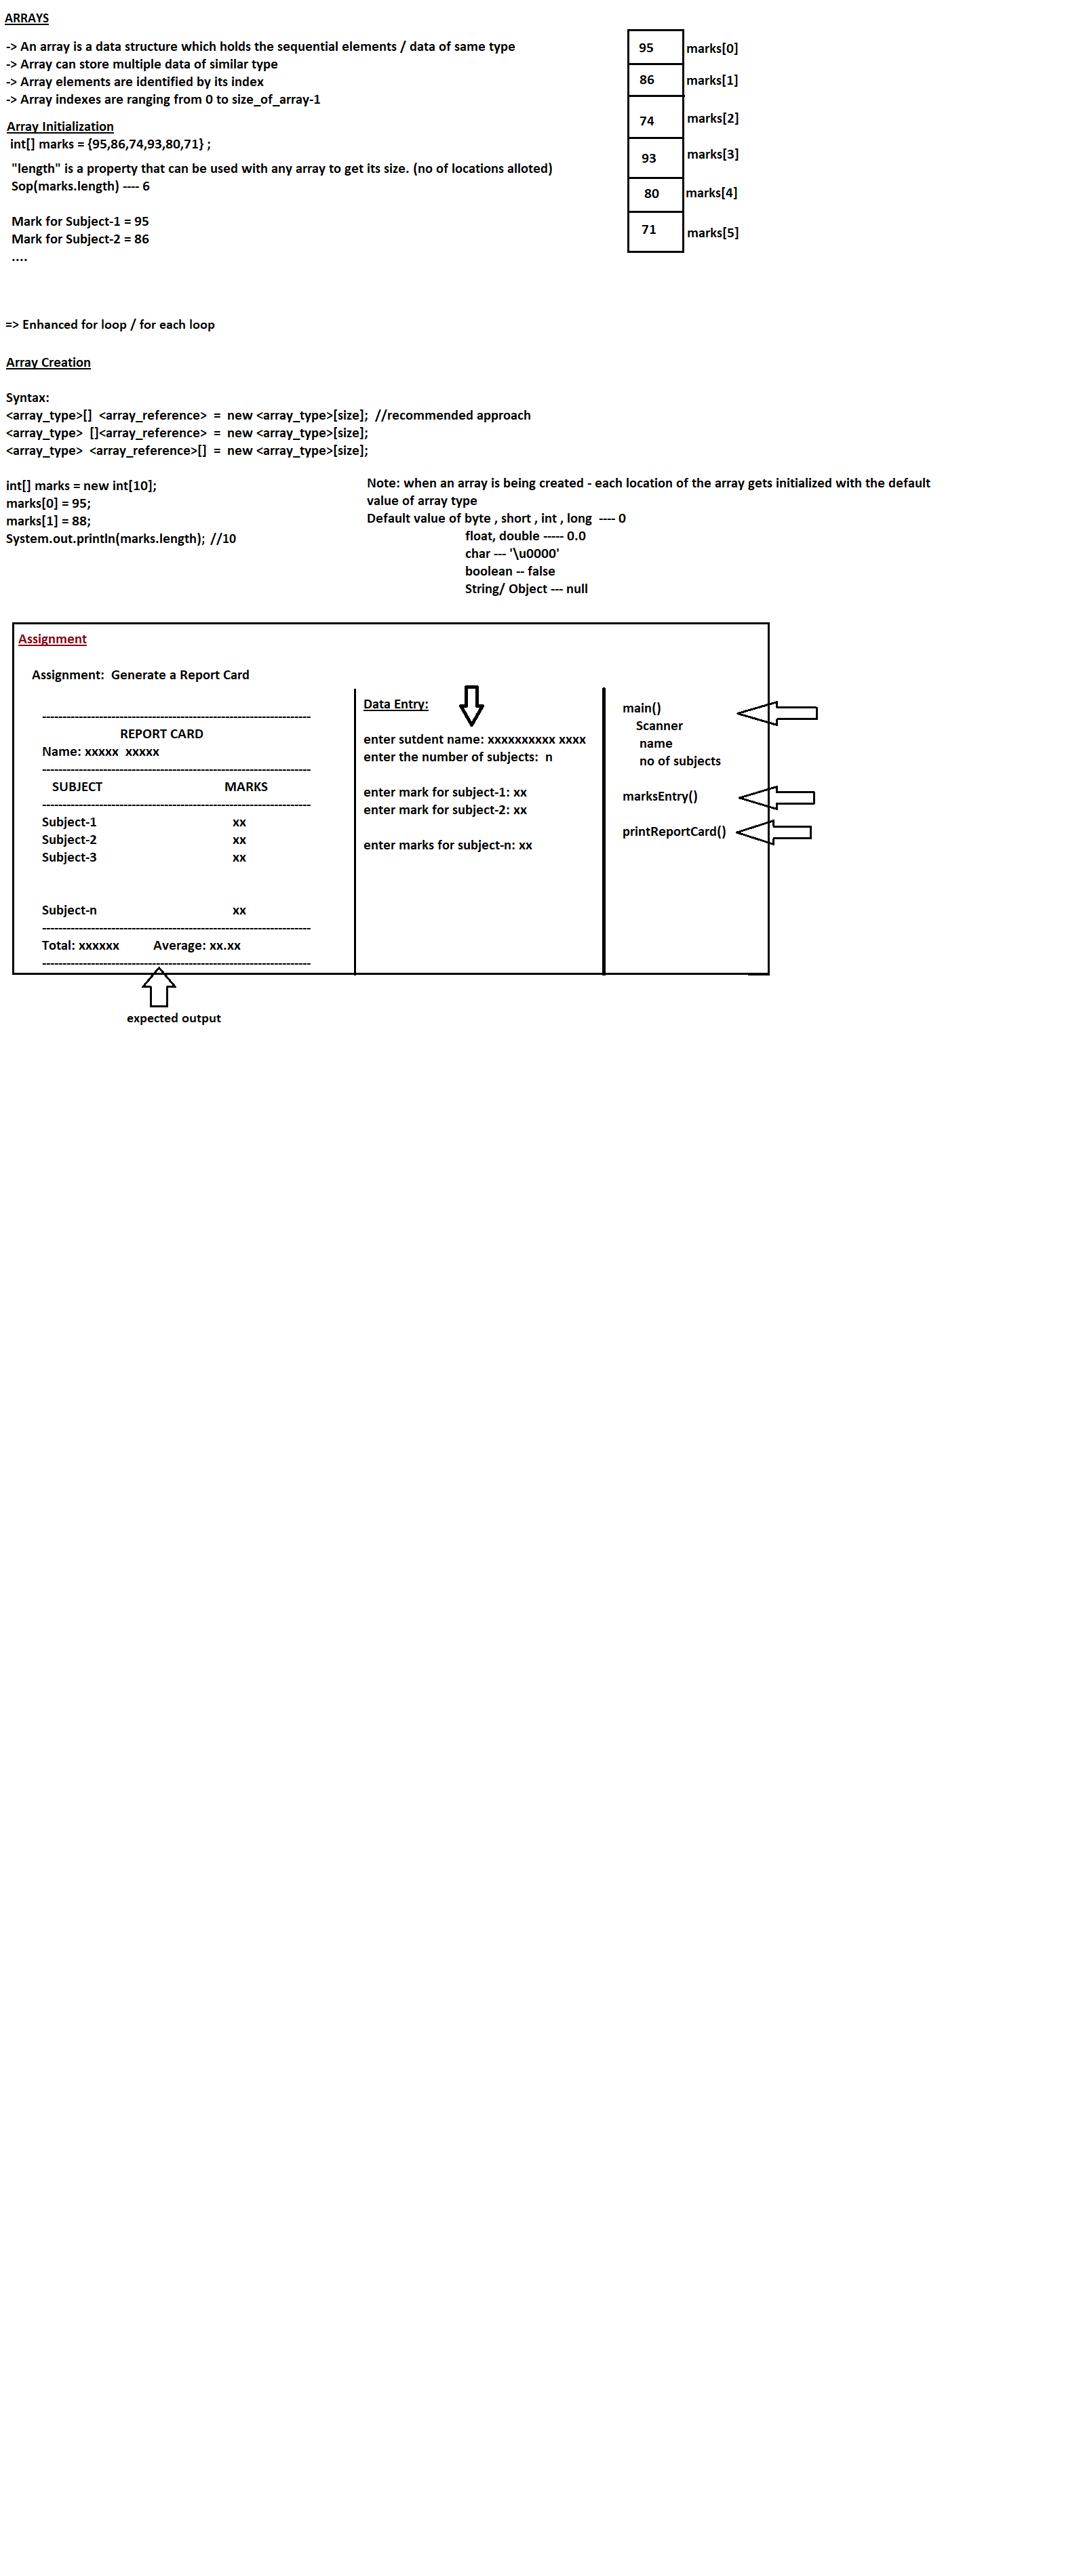 ARRAYS
-> An array is a data structure which holds the sequential elements / data of same type
-> Array can store multiple data of similar type
-> Array elements are identified by its index
-> Array indexes are ranging from 0 to size_of_array-1
95 marks[0]
86 marks[1]
74 marks[2]
93 marks[3]
80 marks[4]
71 marks[5]
Array Initialization
int[] marks = {95,86,74,93,80,71} ;
"length" is a property that can be used with any array to get its size. (no of locations alloted)
Sop(marks.length) ---- 6
Mark for Subject-1 = 95
Mark for Subject-2 = 86
....
=> Enhanced for loop / for each loop
Array Creation
Syntax:
<array_type>[]  <array_reference>  =  new <array_type>[size];  //recommended approach
<array_type>  []<array_reference>  =  new <array_type>[size];
<array_type>  <array_reference>[]  =  new <array_type>[size];
int[] marks = new int[10];
marks[0] = 95;
marks[1] = 88;
System.out.println(marks.length);  //10
Note: when an array is being created - each location of the array gets initialized with the default
value of array type
Default value of byte , short , int , long  ---- 0
float, double ----- 0.0
char --- '\u0000'
boolean -- false
String/ Object --- null
Assignment
Assignment:  Generate a Report Card
------------------------------------------------------------------
REPORT CARD
Name: xxxxx  xxxxx
------------------------------------------------------------------
SUBJECT MARKS
------------------------------------------------------------------
Subject-1 xx
Subject-2 xx
Subject-3 xx
Subject-n xx
------------------------------------------------------------------
Total: xxxxxx Average: xx.xx
------------------------------------------------------------------
expected output
Data Entry:
enter sutdent name: xxxxxxxxxx xxxx
enter the number of subjects:  n
enter mark for subject-1: xx
enter mark for subject-2: xx
enter marks for subject-n: xx
main()
Scanner
name
no of subjects
marksEntry()
printReportCard()